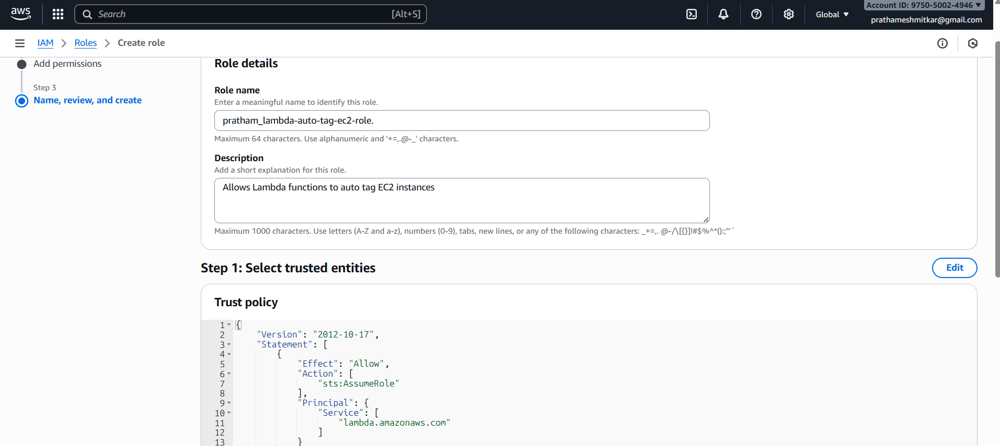 aws
Search [Alt+S]
Global
Account ID: 9750-5002-4946
prathameshmitkar@gmail.com
IAM > Roles > Create role
Add permissions
Step 3
Name, review, and create
Role details
Role name
Enter a meaningful name to identify this role.
pratham_lambda-auto-tag-ec2-role.
Maximum 64 characters. Use alphanumeric and '+=,.@-_' characters.
Description
Add a short explanation for this role.
Allows Lambda functions to auto tag EC2 instances
Maximum 1000 characters. Use letters (A-Z and a-z), numbers (0-9), tabs, new lines, or any of the following characters: _+=,. @-/\[{}]!#$%^*();:"'`
Step 1: Select trusted entities
Edit
Trust policy
1 {
2 "Version": "2012-10-17",
3 "Statement": [
4 {
5 "Effect": "Allow",
6 "Action": [
7 "sts:AssumeRole"
8 ],
9 "Principal": {
10 "Service": [
11 "lambda.amazonaws.com"
12 ]
13 }